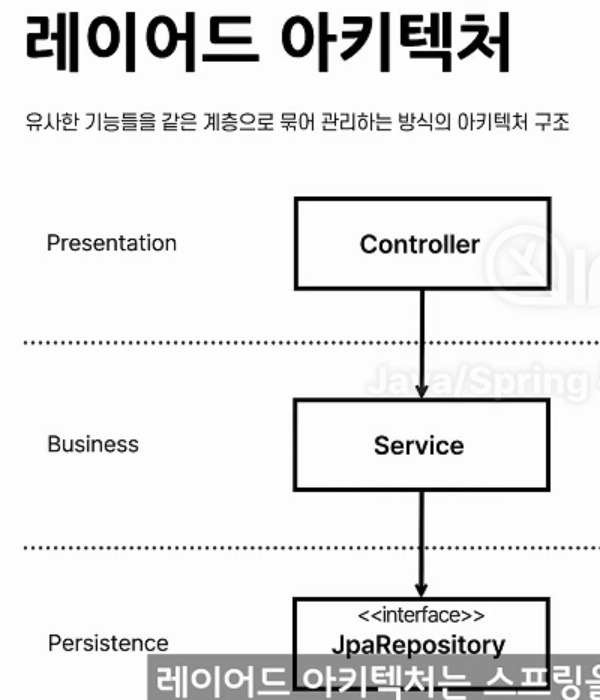 레이어드 아키텍처
유사한 기능들을 같은 계층으로 묶어 관리하는 방식의 아키텍처 구조
Presentation
Controller
Java/Spring
Business
Service
<<interface>>
Persistence
JpaRepository
레이어드 아키텍처는 스프링을